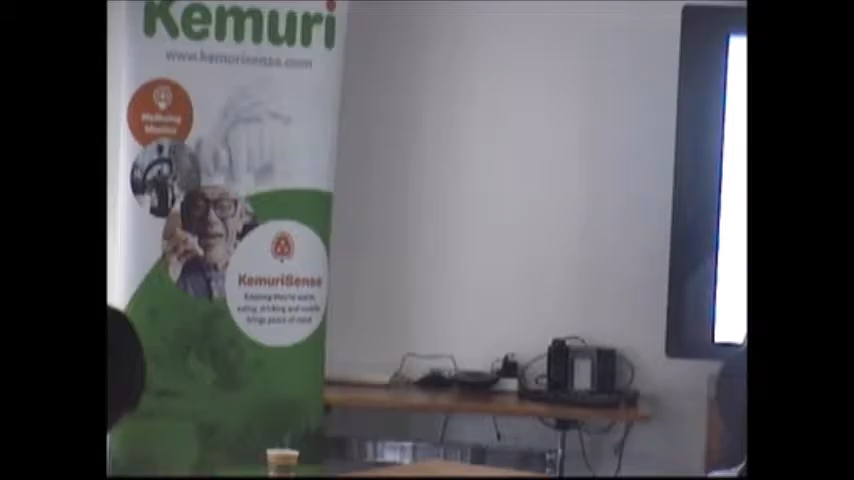 Kemuri
www.kemurisense.com
Wellbeing
Monitor
KemuriSense
Knowing they're warm,
eating, drinking and mobile
brings peace of mind